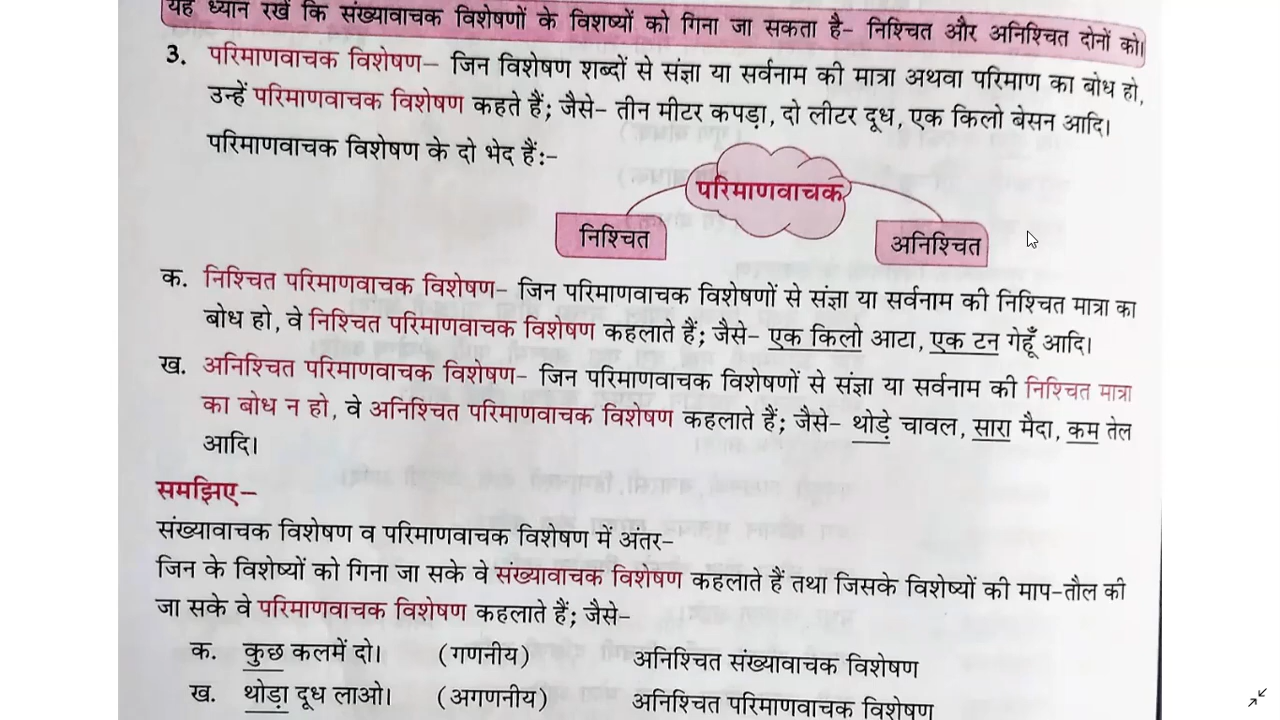 यह ध्यान रखें कि संख्यावाचक विशेषणों के विशष्यों को गिना जा सकता है- निश्चित और अनिश्चित दोनों को।
3. परिमाणवाचक विशेषण– जिन विशेषण शब्दों से संज्ञा या सर्वनाम की मात्रा अथवा परिमाण का बोध हो,
उन्हें परिमाणवाचक विशेषण कहते हैं; जैसे– तीन मीटर कपड़ा, दो लीटर दूध, एक किलो बेसन आदि।
परिमाणवाचक विशेषण के दो भेद हैं:-
परिमाणवाचक
निश्चित
अनिश्चित
क. निश्चित परिमाणवाचक विशेषण– जिन परिमाणवाचक विशेषणों से संज्ञा या सर्वनाम की निश्चित मात्रा का
बोध हो, वे निश्चित परिमाणवाचक विशेषण कहलाते हैं; जैसे– एक किलो आटा, एक टन गेहूँ आदि।
ख. अनिश्चित परिमाणवाचक विशेषण– जिन परिमाणवाचक विशेषणों से संज्ञा या सर्वनाम की निश्चित मात्रा
का बोध न हो, वे अनिश्चित परिमाणवाचक विशेषण कहलाते हैं; जैसे– थोड़े चावल, सारा मैदा, कम तेल
आदि।
समझिए–
संख्यावाचक विशेषण व परिमाणवाचक विशेषण में अंतर–
जिन के विशेष्यों को गिना जा सके वे संख्यावाचक विशेषण कहलाते हैं तथा जिसके विशेष्यों की माप-तौल की
जा सके वे परिमाणवाचक विशेषण कहलाते हैं; जैसे–
क. कुछ कलमें दो। (गणनीय) अनिश्चित संख्यावाचक विशेषण
ख. थोड़ा दूध लाओ। (अगणनीय) अनिश्चित परिमाणवाचक विशेषण